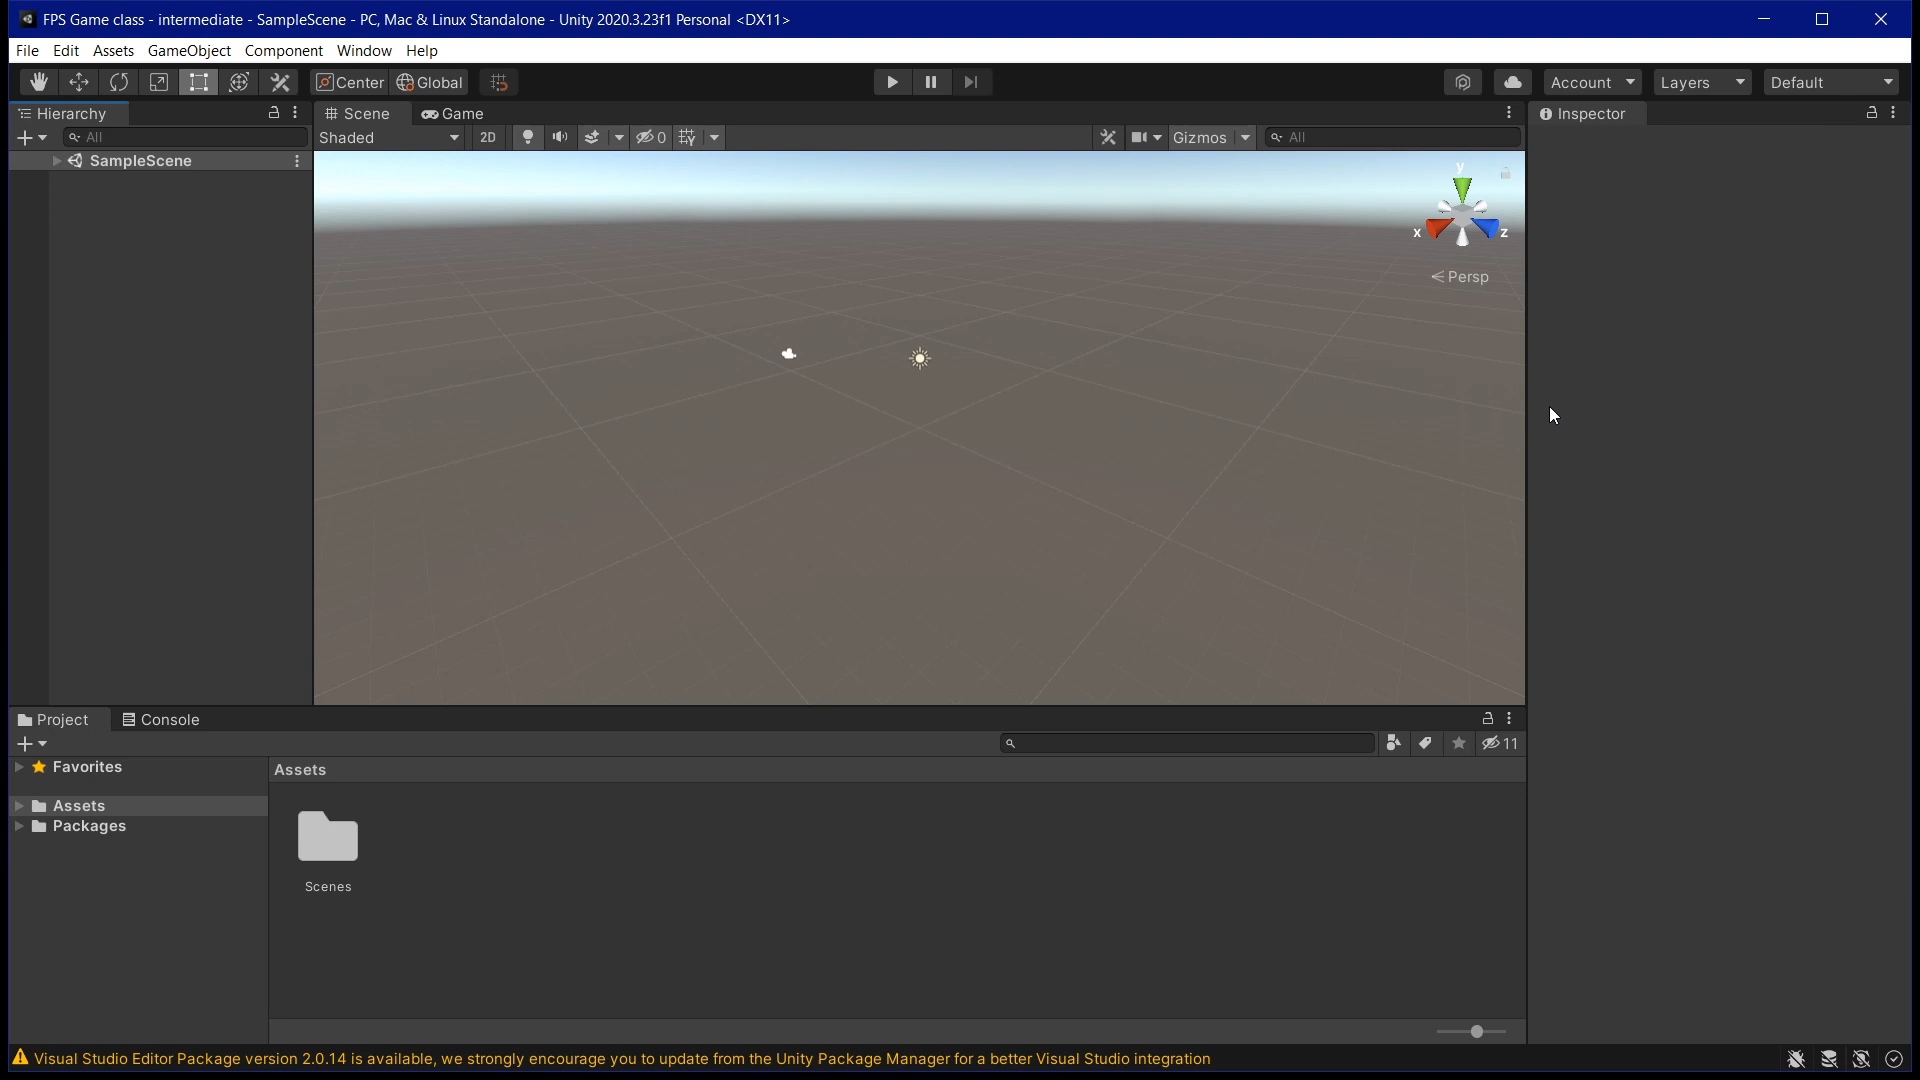 FPS Game class - intermediate - SampleScene - PC, Mac & Linux Standalone - Unity 2020.3.23f1 Personal <DX11>
File Edit Assets GameObject Component Window Help
Center Global Account Layers Default
Hierarchy Scene Game Inspector
All Shaded 2D 0 Gizmos All
SampleScene
y
x z
Persp
Project Console
11
Favorites Assets
Assets
Packages
Scenes
Visual Studio Editor Package version 2.0.14 is available, we strongly encourage you to update from the Unity Package Manager for a better Visual Studio integration